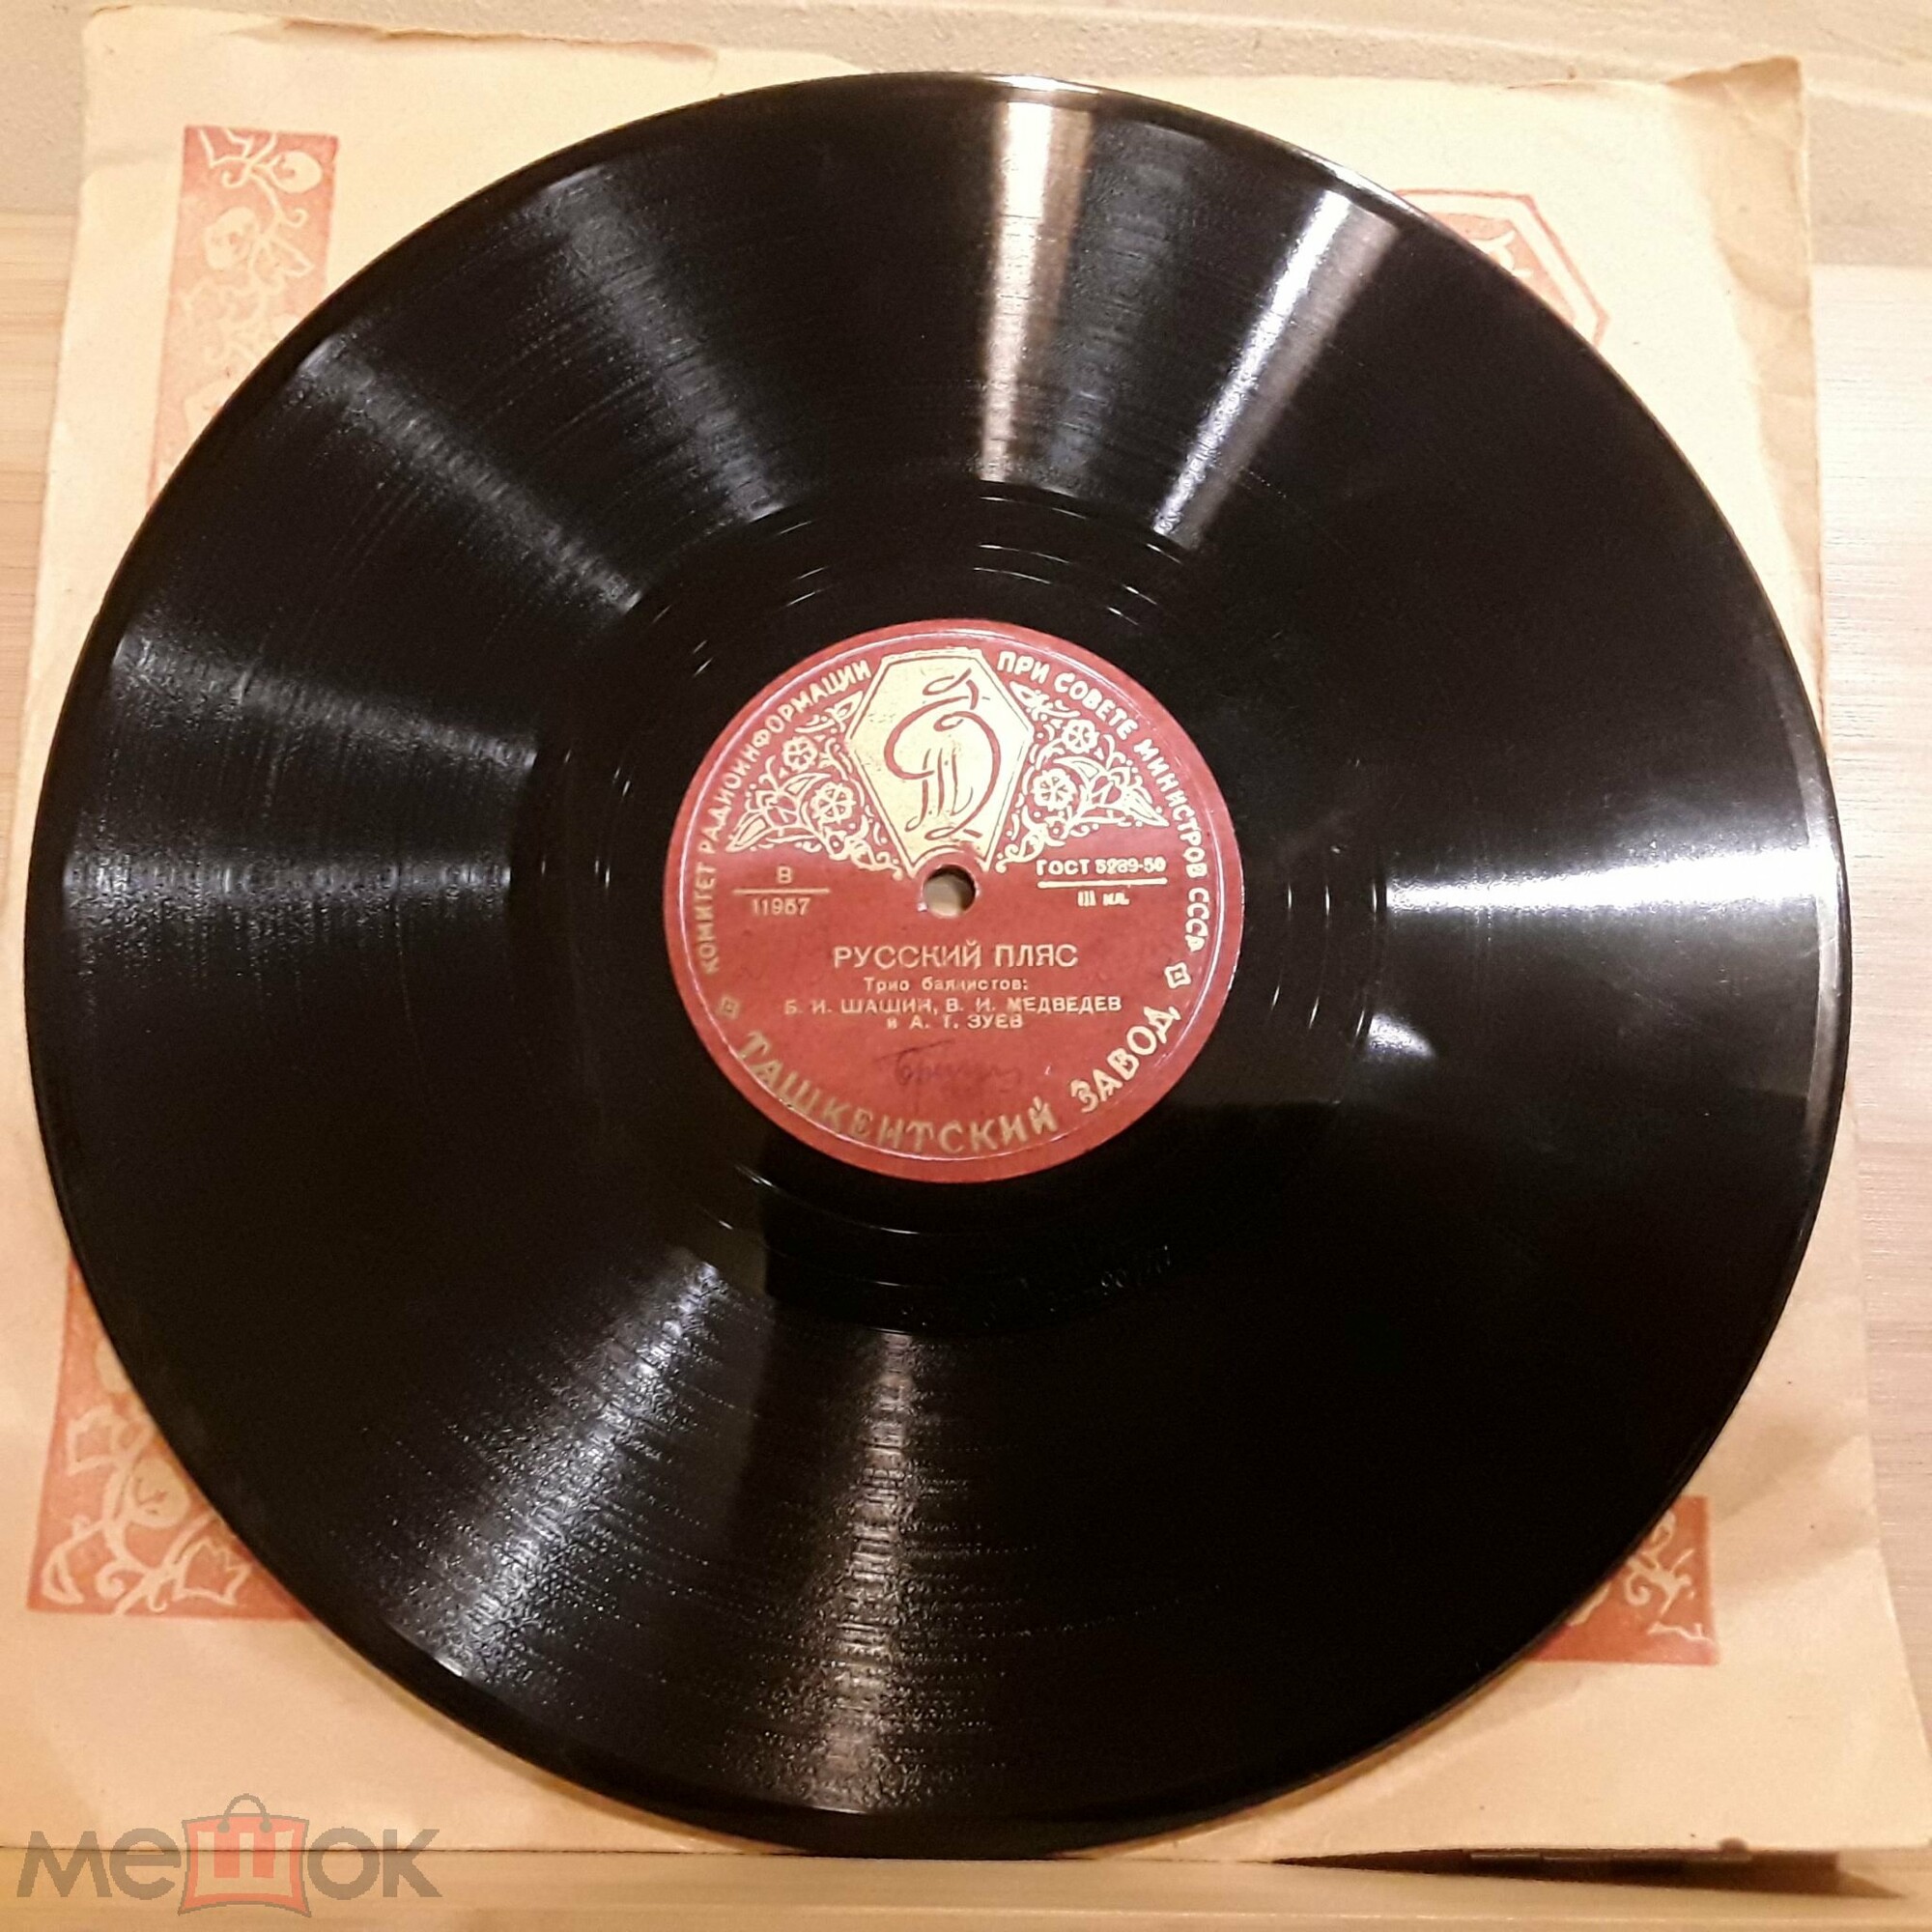 КОМИТЕТ РАДИОИНФОРМАЦИИ ПРИ СОВЕТЕ МИНИСТРОВ СССР
В
11957
ГОСТ 5289-50
III кл.
РУССКИЙ ПЛЯС
Трио баянистов:
Б. И. ШАШИН, В. И. МЕДВЕДЕВ
и А. Г. ЗУЕВ
ТАШКЕНТСКИЙ ЗАВОД
мешок